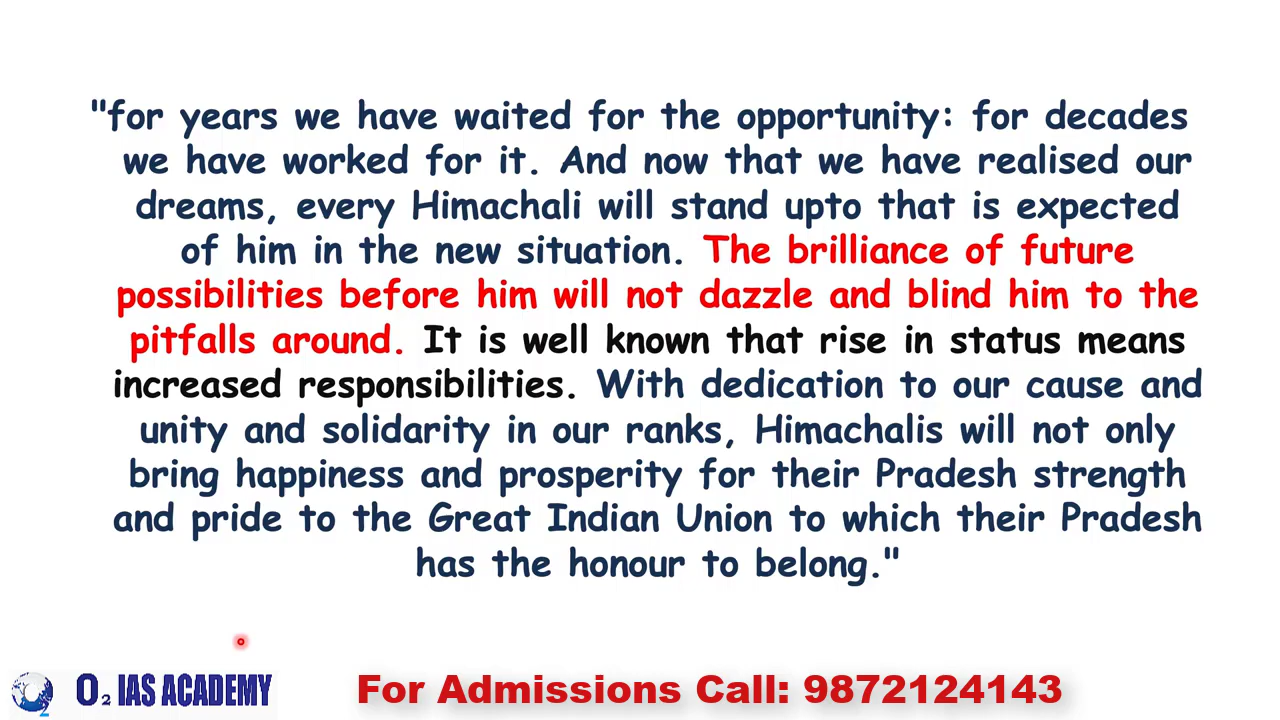 "for years we have waited for the opportunity: for decades
we have worked for it. And now that we have realised our
dreams, every Himachali will stand upto that is expected
of him in the new situation. The brilliance of future
possibilities before him will not dazzle and blind him to the
pitfalls around. It is well known that rise in status means
increased responsibilities. With dedication to our cause and
unity and solidarity in our ranks, Himachalis will not only
bring happiness and prosperity for their Pradesh strength
and pride to the Great Indian Union to which their Pradesh
has the honour to belong."
O2 IAS ACADEMY
For Admissions Call: 9872124143